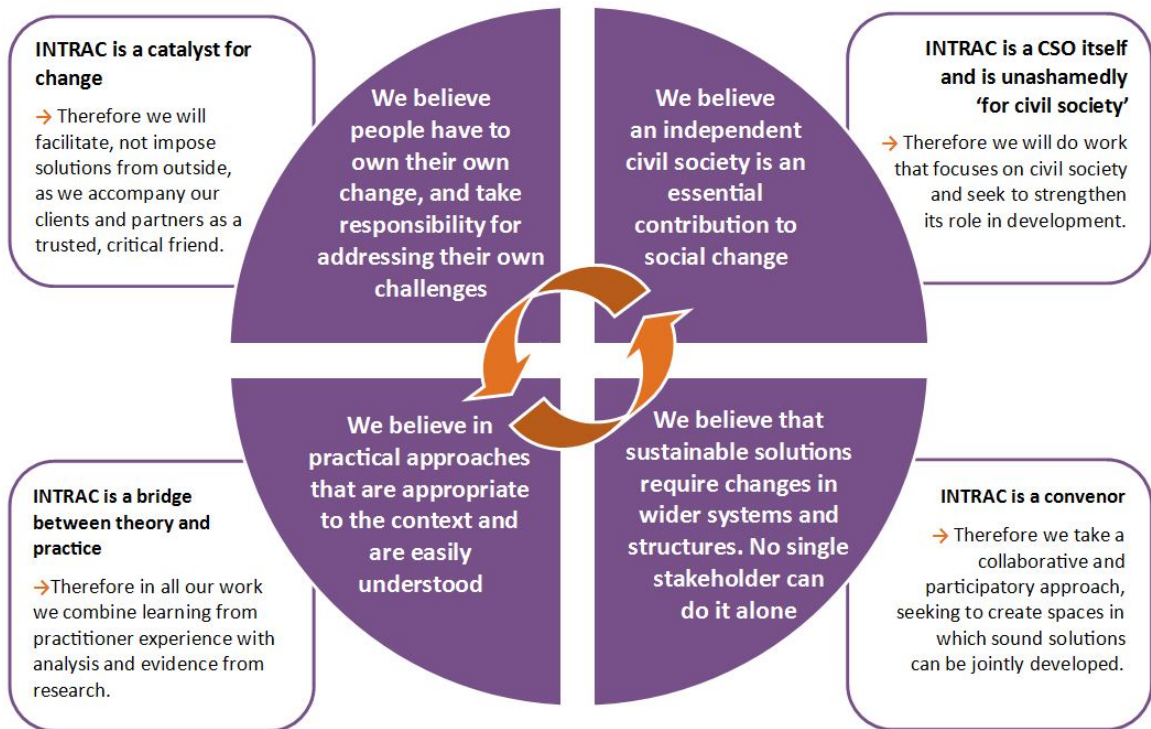 INTRAC is a catalyst for
change
→ Therefore we will
facilitate, not impose
solutions from outside,
as we accompany our
clients and partners as a
trusted, critical friend.
We believe
people have to
own their own
change, and take
responsibility for
addressing their own
challenges
We believe
an independent
civil society is an
essential
contribution to
social change
INTRAC is a CSO itself
and is unashamedly
‘for civil society’
→ Therefore we will do work
that focuses on civil society
and seek to strengthen
its role in development.
INTRAC is a bridge
between theory and
practice
→Therefore in all our work
we combine learning from
practitioner experience with
analysis and evidence from
research.
We believe in
practical approaches
that are appropriate
to the context and
are easily
understood
We believe that
sustainable solutions
require changes in
wider systems and
structures. No single
stakeholder can
do it alone
INTRAC is a convenor
→ Therefore we take a
collaborative and
participatory approach,
seeking to create spaces in
which sound solutions
can be jointly developed.